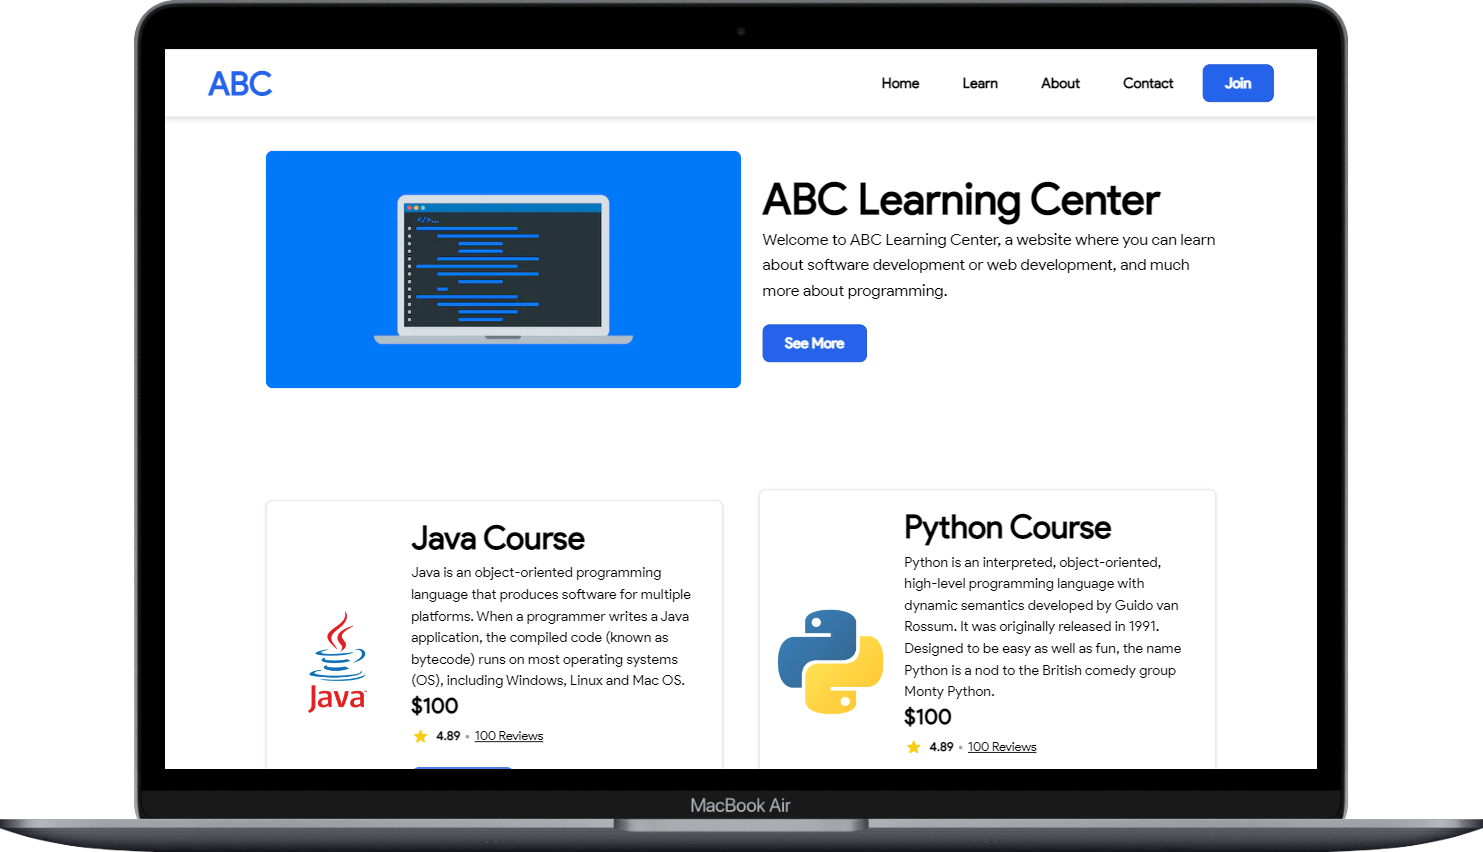 ABC
Home
Learn
About
Contact
Join
</>...
ABC Learning Center
Welcome to ABC Learning Center, a website where you can learn
about software development or web development, and much
more about programming.
See More
Java Course
Java is an object-oriented programming
language that produces software for multiple
platforms. When a programmer writes a Java
application, the compiled code (known as
bytecode) runs on most operating systems
(OS), including Windows, Linux and Mac OS.
$100
4.89 • 100 Reviews
Java
Python Course
Python is an interpreted, object-oriented,
high-level programming language with
dynamic semantics developed by Guido van
Rossum. It was originally released in 1991.
Designed to be easy as well as fun, the name
Python is a nod to the British comedy group
Monty Python.
$100
4.89 • 100 Reviews
MacBook Air